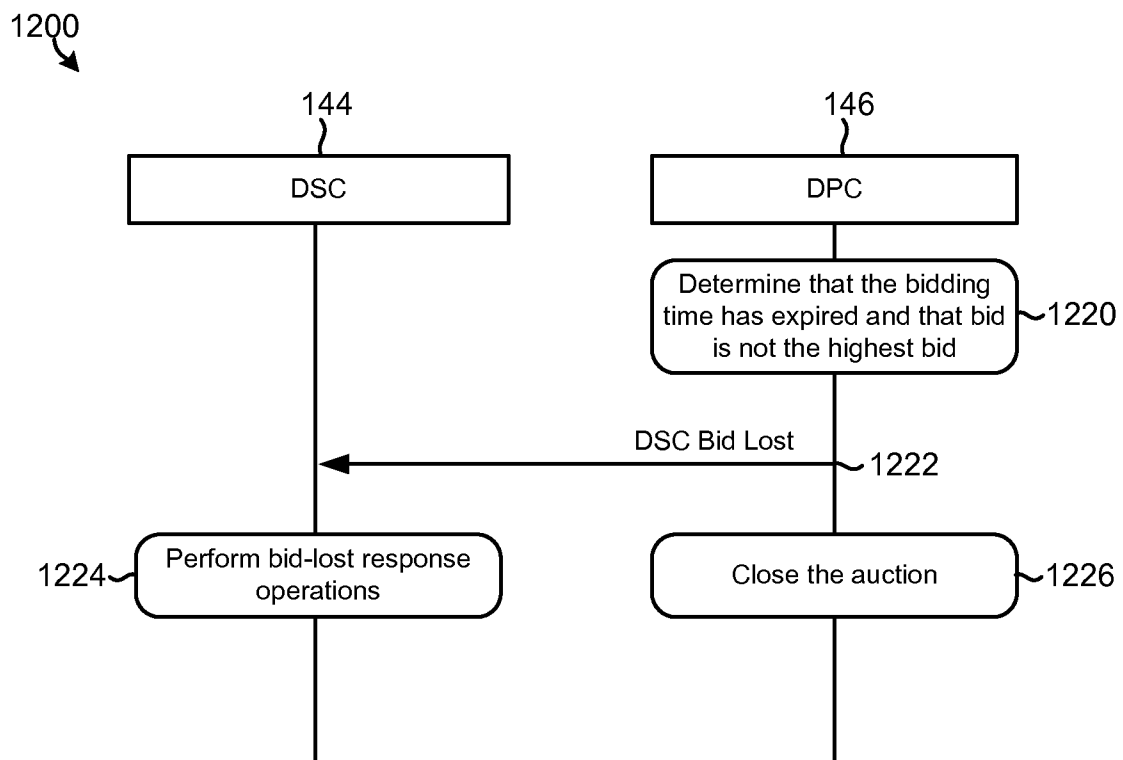 1200
144
146
DSC
DPC
Determine that the bidding
time has expired and that bid
is not the highest bid
1220
DSC Bid Lost
1222
1224
Perform bid-lost response
operations
Close the auction
1226